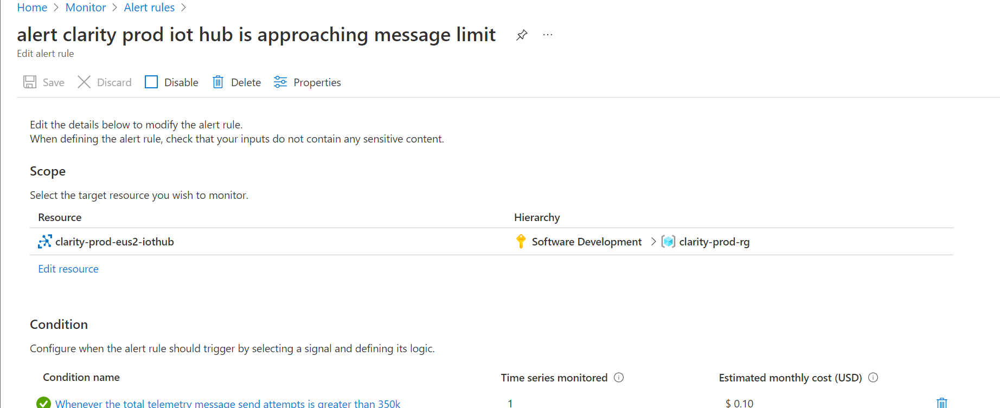 Home > Monitor > Alert rules >
alert clarity prod iot hub is approaching message limit ...
Edit alert rule
Save Discard Disable Delete Properties
Edit the details below to modify the alert rule.
When defining the alert rule, check that your inputs do not contain any sensitive content.
Scope
Select the target resource you wish to monitor.
Resource Hierarchy
clarity-prod-eus2-iothub Software Development > clarity-prod-rg
Edit resource
Condition
Configure when the alert rule should trigger by selecting a signal and defining its logic.
Condition name Time series monitored Estimated monthly cost (USD)
Whenever the total telemetry message send attempts is greater than 350k 1 $ 0.10